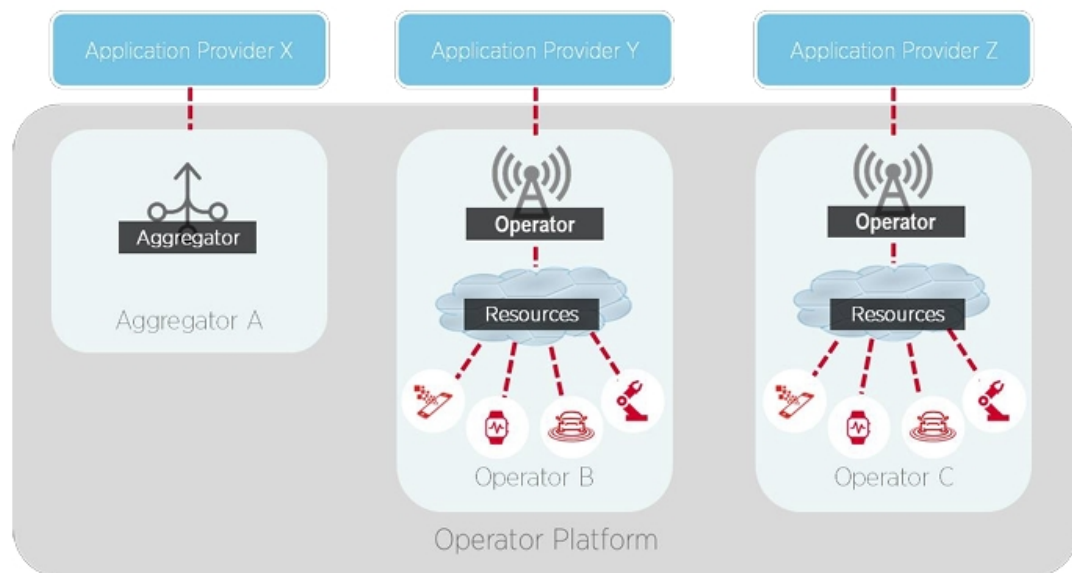 Application Provider X
Application Provider Y
Application Provider Z
Aggregator
Aggregator A
Operator
Resources
Operator B
Operator
Resources
Operator C
Operator Platform